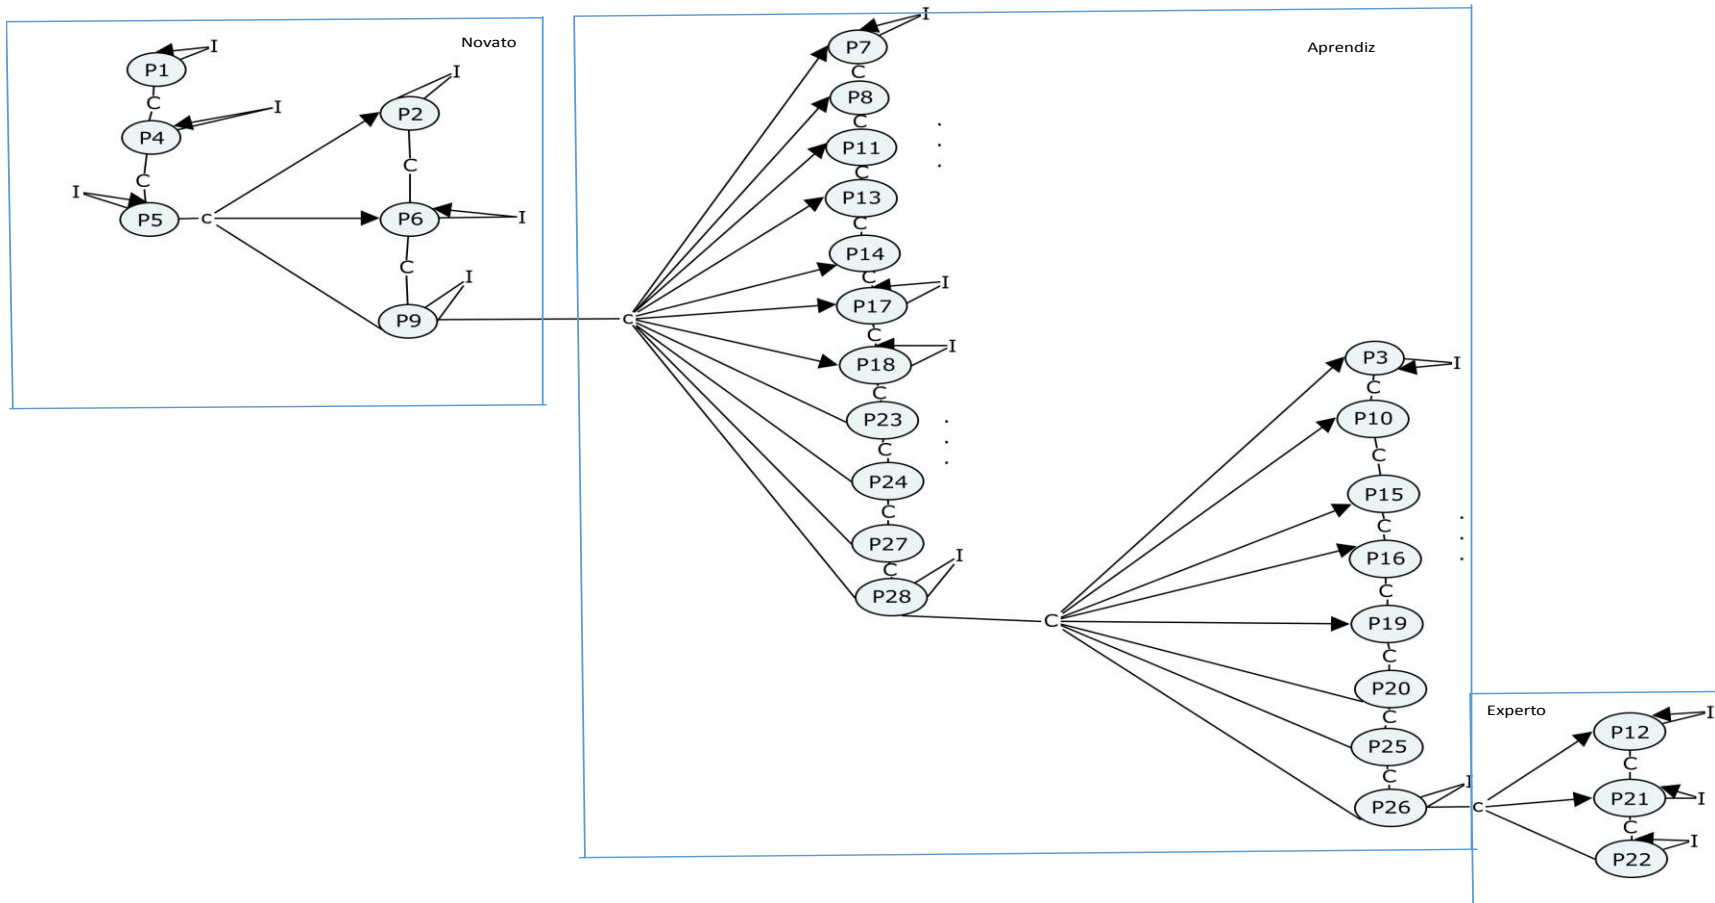 Novato
I
P1
C
I
P4
C
I
P5
c
I
P2
C
P6
I
C
I
P9
Aprendiz
c
I
P7
C
P8
C
P11
C
P13
C
P14
C
I
P17
C
I
P18
C
P23
C
P24
C
P27
C
I
P28
C
P3
I
C
P10
C
P15
C
P16
C
P19
C
P20
C
P25
C
I
P26
c
Experto
I
P12
C
P21
I
C
I
P22